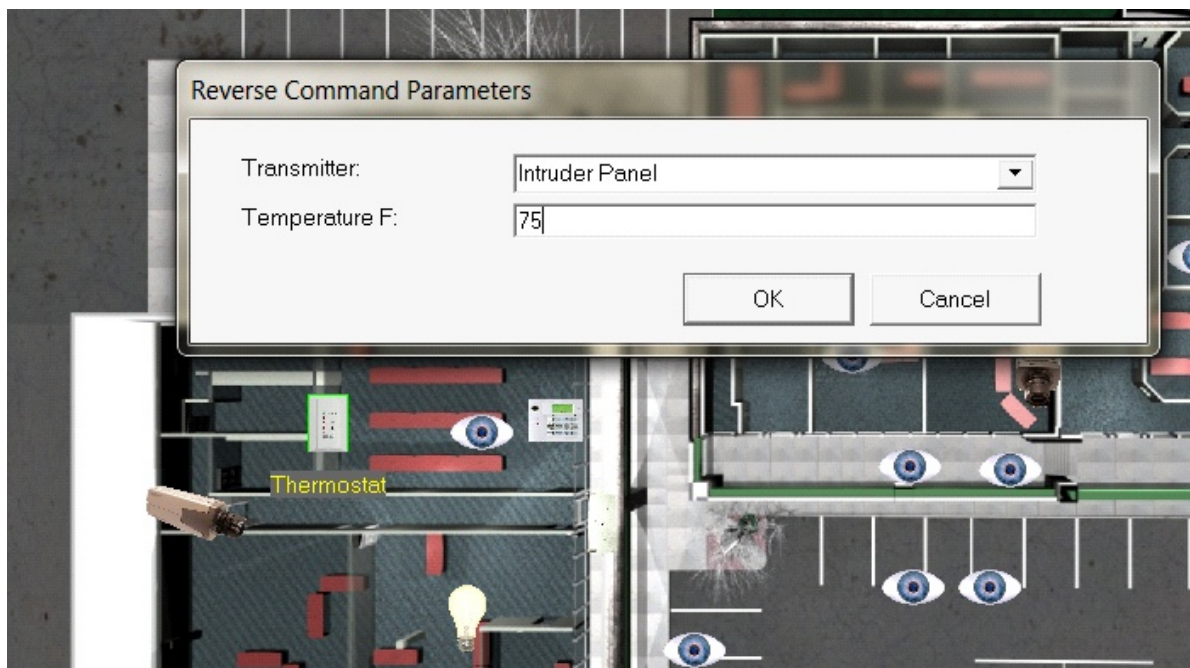 Reverse Command Parameters
Transmitter: Intruder Panel
Temperature F: 75
OK Cancel
Thermostat